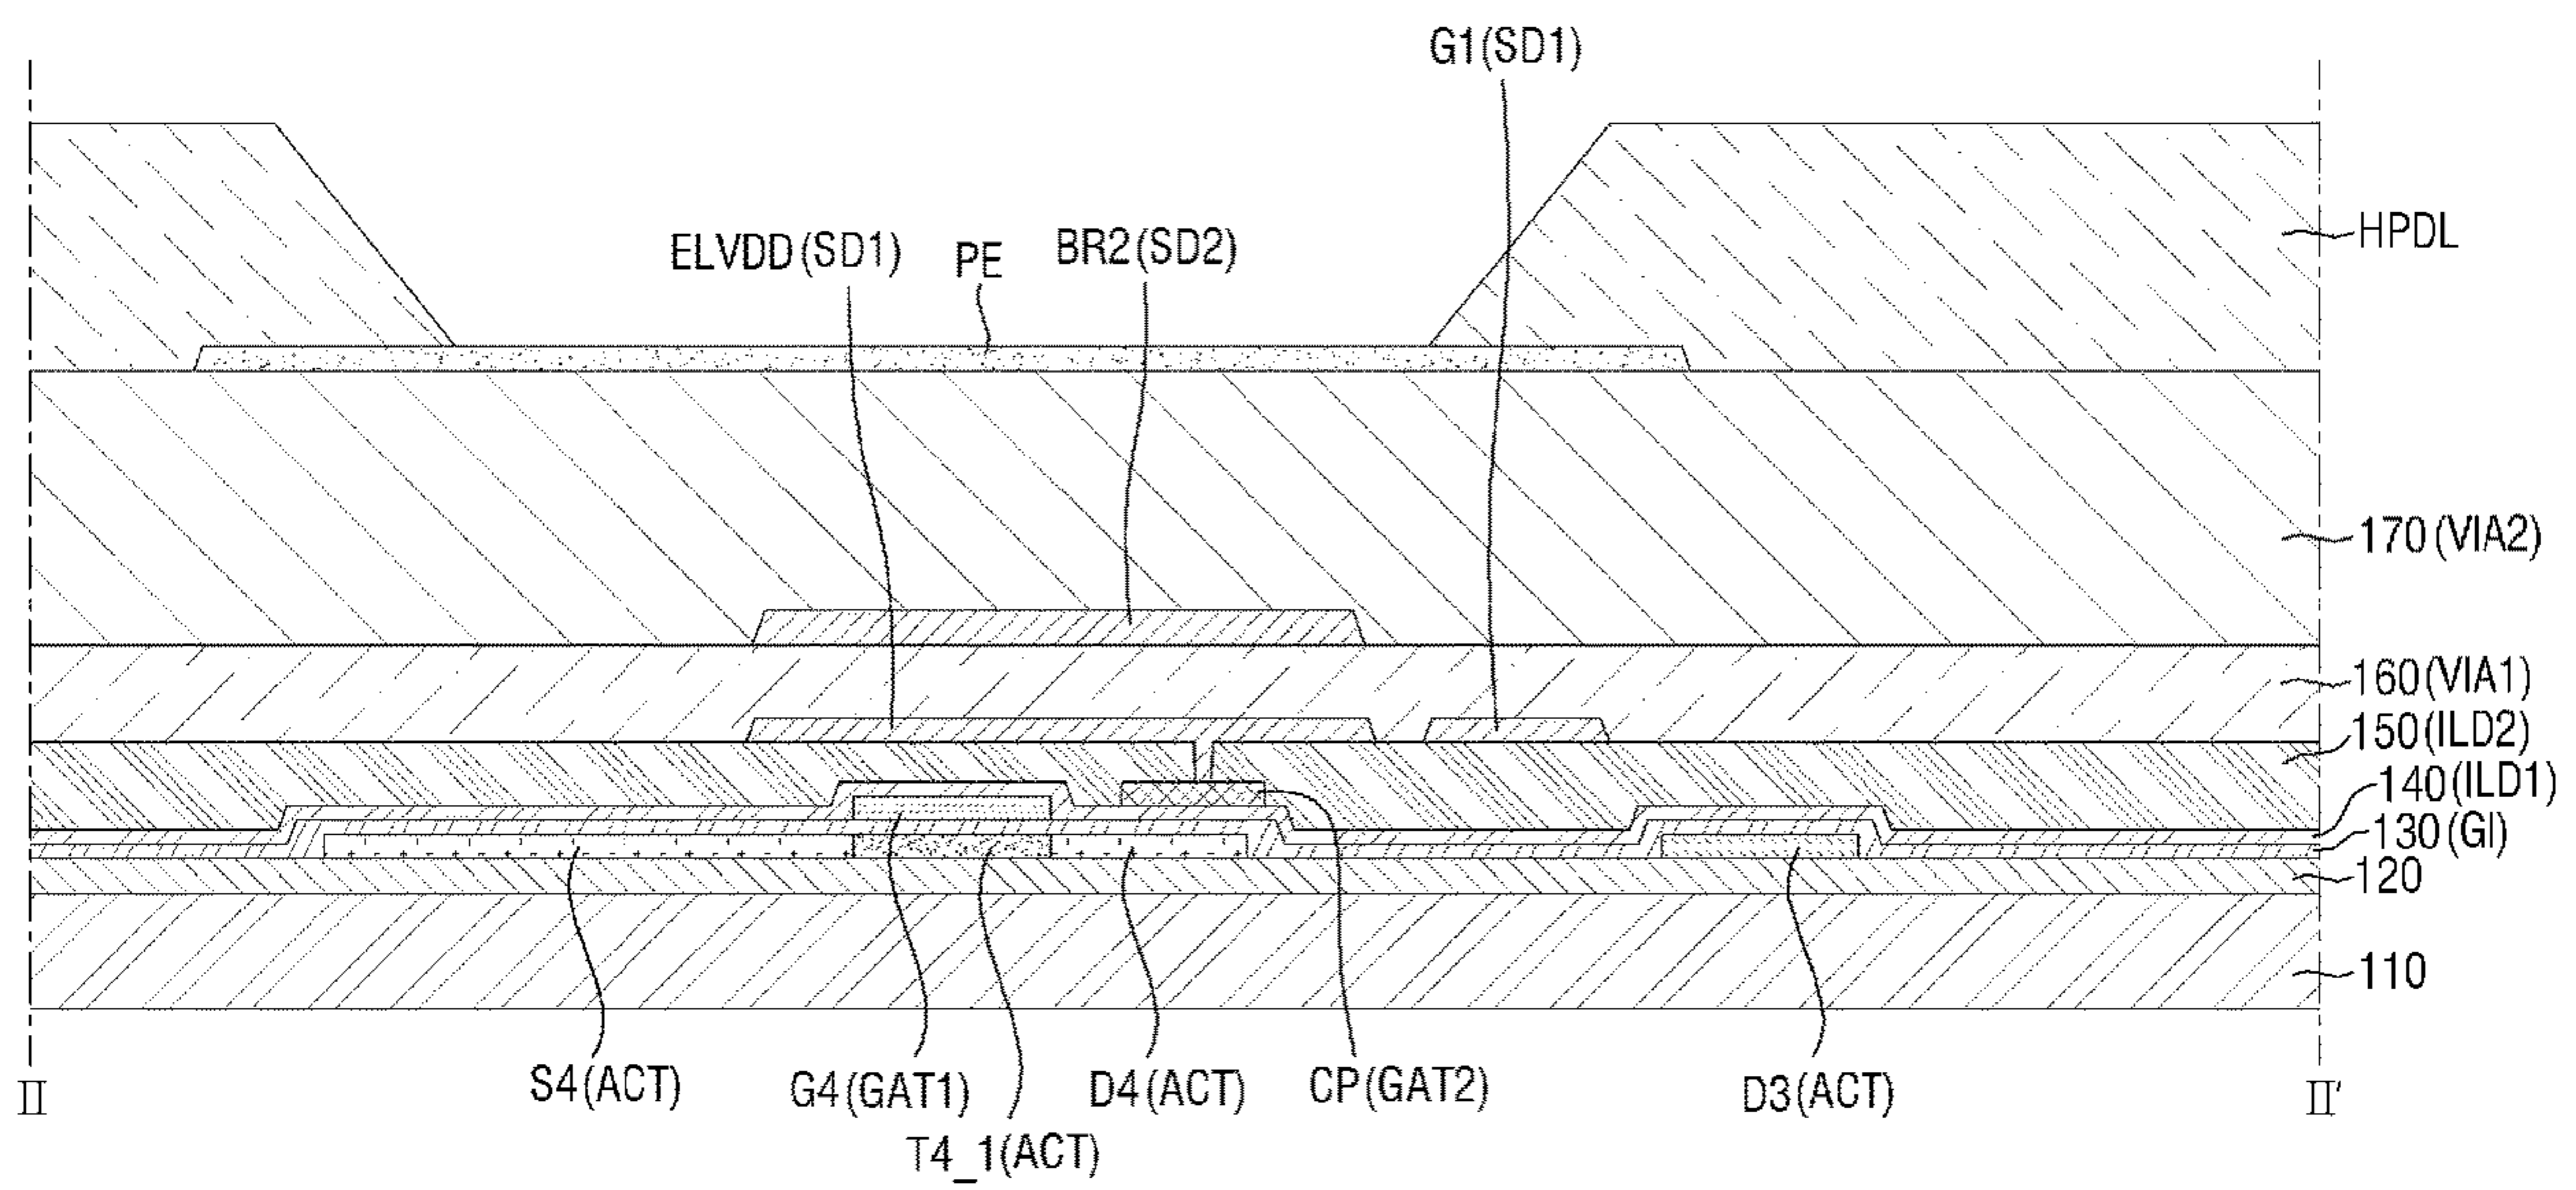 G1(SD1)
ELVDD(SD1)
PE
BR2(SD2)
HPDL
170(VIA2)
160(VIA1)
150(ILD2)
140(ILD1)
130(GI)
120
110
S4(ACT)
G4(GAT1)
T4_1(ACT)
D4(ACT)
CP(GAT2)
D3(ACT)
II
II'